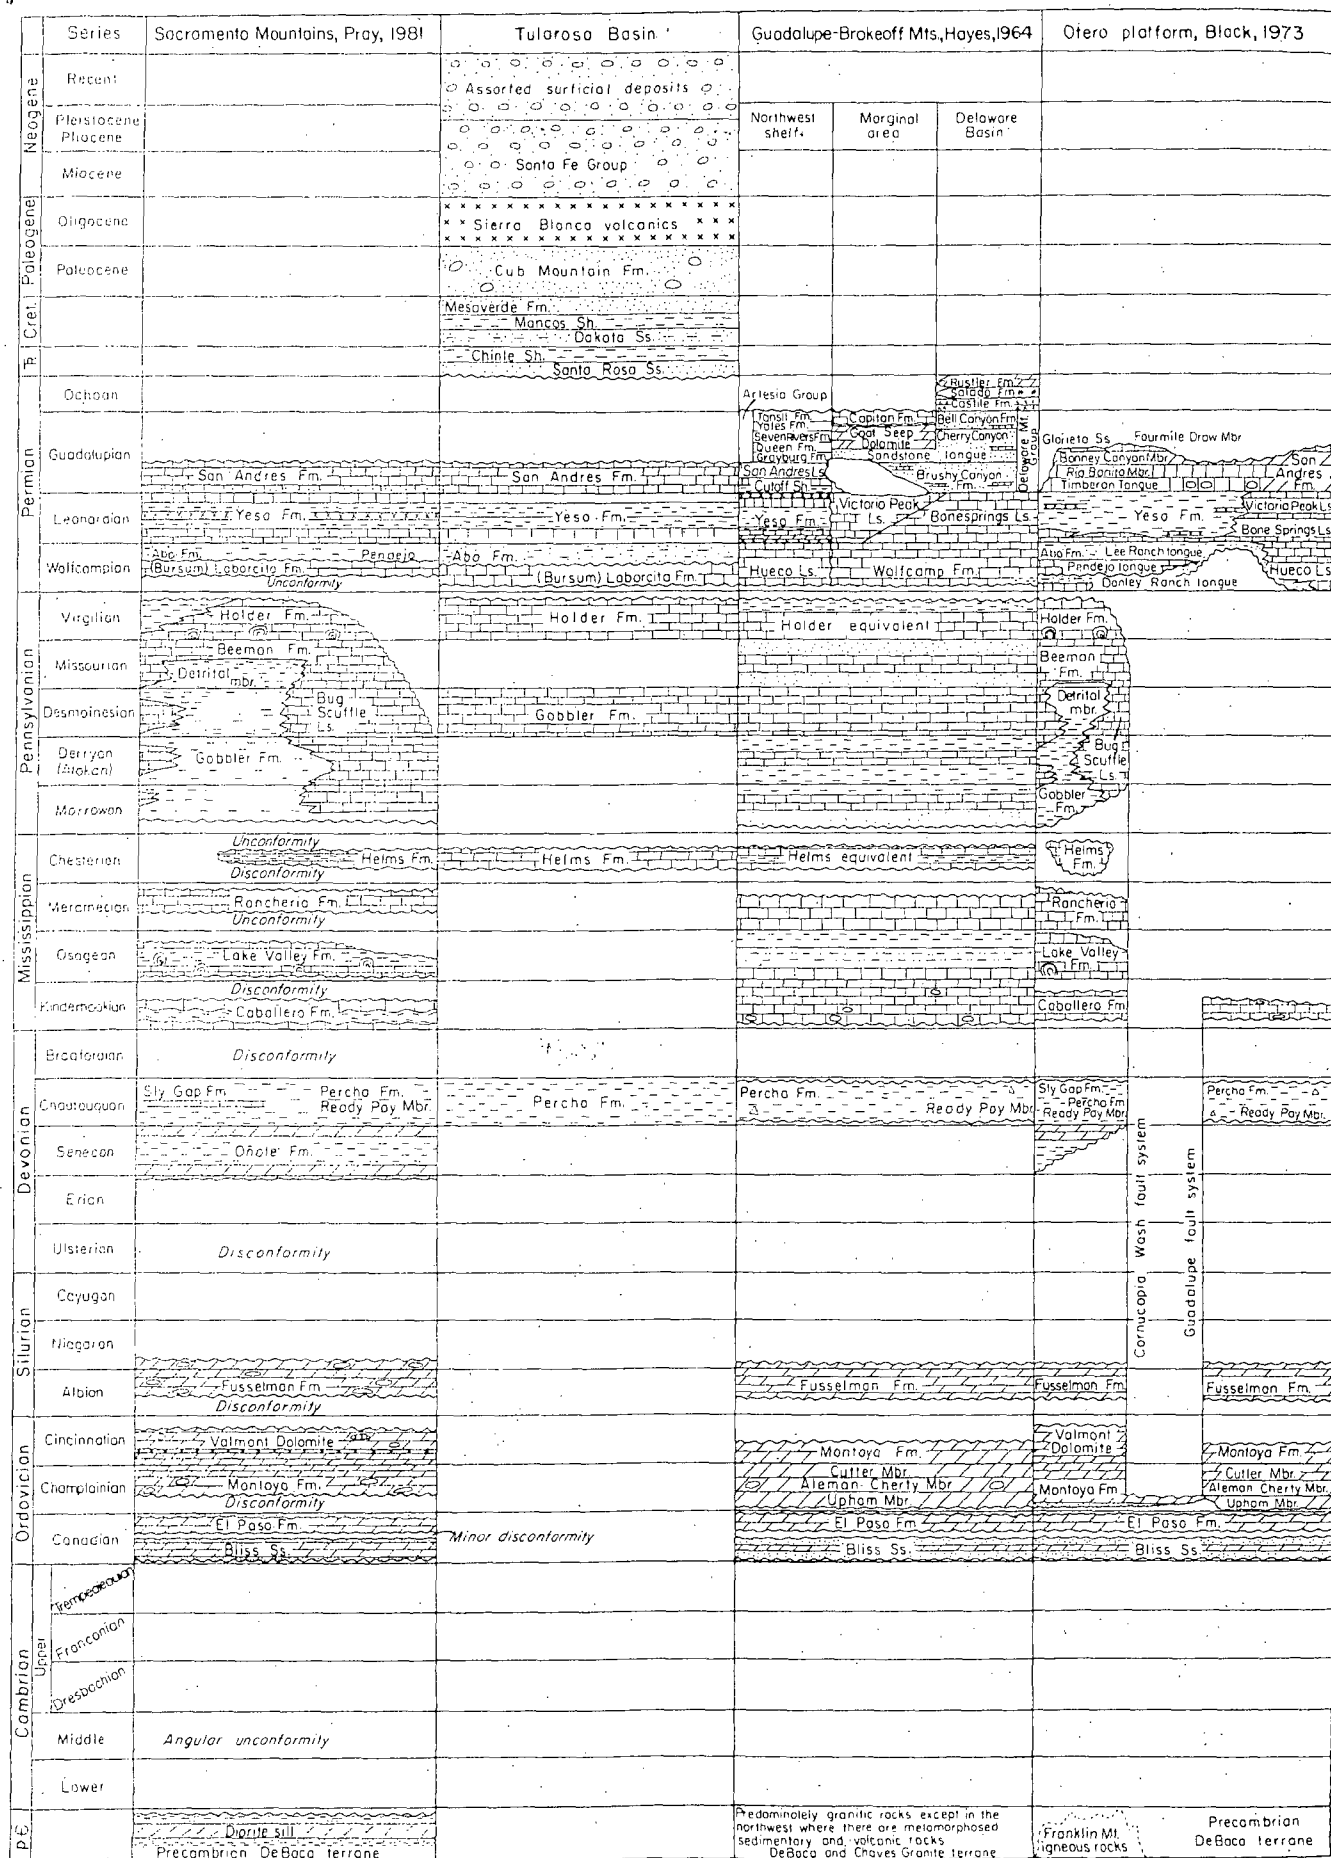 Series
Sacramento Mountains, Pray, 1981
Tularosa Basin
Guadalupe-Brokeoff Mts., Hayes, 1964
Otero platform, Black, 1973
Neogene
Recent
Assorted surficial deposits
Pleistocene
Pliocene
Northwest
shelf
Marginal
area
Delaware
Basin
Miocene
Santa Fe Group
Paleogene
Oligocene
Sierra Blanca volcanics
Paleocene
Cub Mountain Fm.
Cret.
Mesaverde Fm.
Mancos Sh.
Dakota Ss.
Tr.
Chinle Sh.
Santa Rosa Ss.
Permian
Ochoan
Artesia Group
Rustler Fm.
Salado Fm.
Castile Fm.
Guadalupian
San Andres Fm.
San Andres Fm.
Tansil Fm.
Yates Fm.
Seven Rivers Fm.
Queen Fm.
Grayburg Fm.
San Andres Ls.
Cutoff Sh.
Capitan Fm.
Goat Seep
Dolomite
Sandstone tongue
Bell Canyon Fm.
Cherry Canyon
Brushy Canyon
Fm.
Delaware Mt.
Group
Glorieta Ss
Fourmile Draw Mbr
Bonney Canyon Mbr
Rio Bonito Mbr.
Timberon Tongue
San
Andres
Fm.
Leonardian
Yeso Fm.
Yeso Fm.
Yeso Fm.
Victorio Peak
Ls.
Bonesprings Ls.
Yeso Fm.
Victorio Peak Ls.
Bone Springs Ls.
Wolfcampian
Abo Fm.
Pendejo
(Bursum) Laborcita Fm.
Unconformity
Abo Fm.
(Bursum) Laborcita Fm.
Hueco Ls.
Wolfcamp Fm.
Abo Fm.
Lee Ranch tongue
Pendejo tongue
Danley Ranch tongue
Hueco Ls
Pennsylvanian
Virgilian
Holder Fm.
Holder Fm.
Holder equivalent
Holder Fm.
Missourian
Beeman Fm.
Detrital
mbr.
Beeman
Fm.
Desmoinesian
Bug
Scuffle
Ls.
Gobbler Fm.
Detrital
mbr.
Derryan
(Atokan)
Gobbler Fm.
Bug
Scuffle
Ls.
Morrowan
Gobbler
Fm.
Mississippian
Chesterian
Unconformity
Helms Fm.
Disconformity
Helms Fm.
Helms equivalent
Helms
Fm.
Meramecian
Rancheria Fm.
Unconformity
Rancheria
Fm.
Osagean
Lake Valley Fm.
Lake Valley
Fm.
Kinderhookian
Disconformity
Caballero Fm.
Caballero Fm.
Devonian
Bradfordian
Disconformity
Chautauquan
Sly Gap Fm.
Percha Fm.
Ready Pay Mbr.
Percha Fm.
Percha Fm.
Ready Pay Mbr.
Sly Gap Fm.
Percha Fm
Ready Pay Mbr.
Percha Fm.
Ready Pay Mbr.
Senecan
Oñate Fm.
Erian
Ulsterian
Disconformity
Cornucopia Wash fault system
Guadalupe fault system
Silurian
Cayugan
Niagaran
Albion
Fusselman Fm
Disconformity
Fusselman Fm.
Fusselman Fm.
Fusselman Fm.
Ordovician
Cincinnatian
Valmont Dolomite
Montoya Fm.
Valmont
Dolomite
Montoya Fm.
Champlainian
Montoya Fm.
Disconformity
Cutter Mbr.
Aleman Cherty Mbr
Upham Mbr.
Montoya Fm.
Cutler Mbr.
Aleman Cherty Mbr
Upham Mbr.
Canadian
El Paso Fm.
Bliss Ss.
Minor disconformity
El Paso Fm.
Bliss Ss.
El Paso Fm.
Bliss Ss.
Cambrian
Upper
Trempealeauan
Franconian
Dresbachian
Middle
Angular unconformity
Lower
p€
Diorite sill
Precambrian DeBaca terrane
Predominately granitic rocks except in the
northwest where there are metamorphosed
sedimentary and volcanic rocks
DeBaca and Chaves Granite terrane
Franklin Mt.
igneous rocks
Precambrian
DeBaca terrane